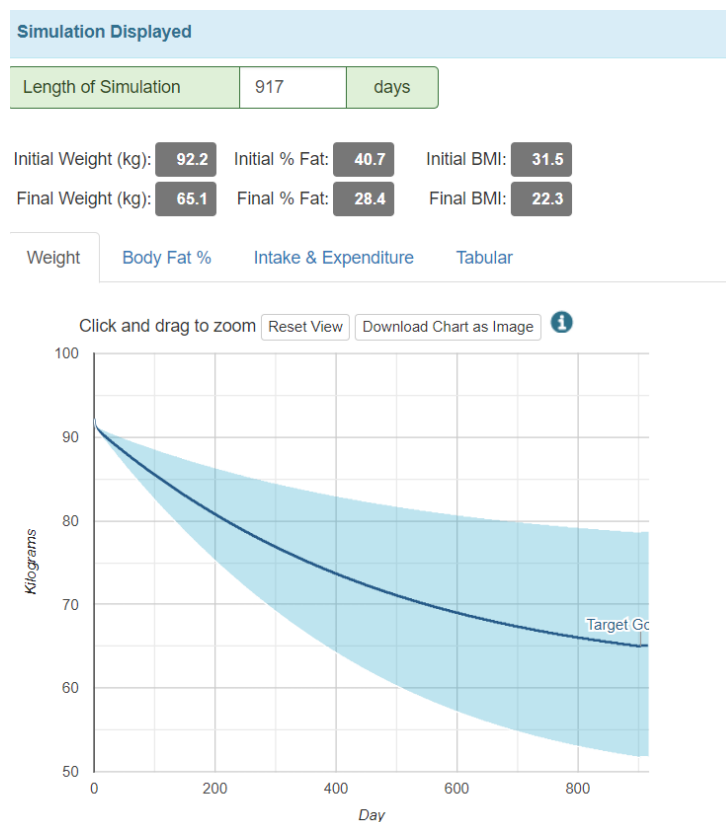 Simulation Displayed
Length of Simulation 917 days
Initial Weight (kg): 92.2 Initial % Fat: 40.7 Initial BMI: 31.5
Final Weight (kg): 65.1 Final % Fat: 28.4 Final BMI: 22.3
Weight Body Fat % Intake & Expenditure Tabular
Click and drag to zoom Reset View Download Chart as Image i
100
90
80
70
60
50
Kilograms
Target Go
0 200 400 600 800
Day